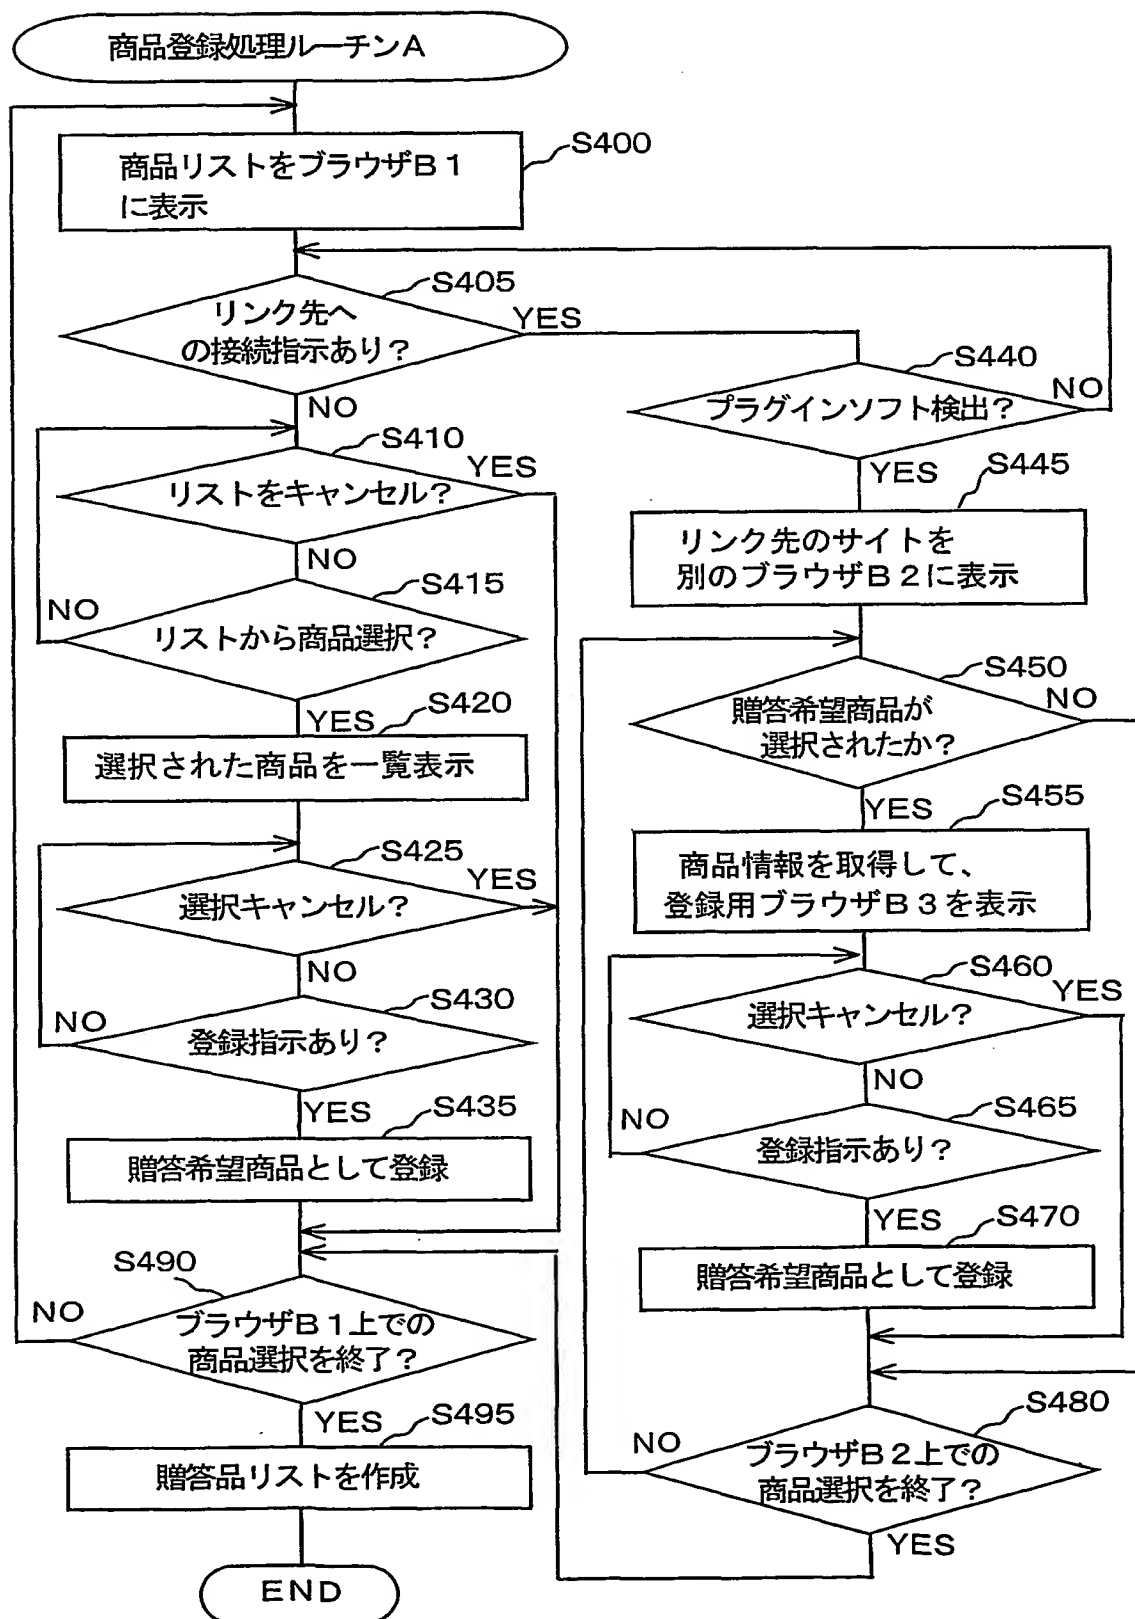 商品登録処理ルーチンA
S400
商品リストをブラウザB1
に表示
S405
リンク先へ
の接続指示あり?
YES
NO
S410
リストをキャンセル?
YES
NO
S415
リストから商品選択?
NO
YES
S420
選択された商品を一覧表示
S425
選択キャンセル?
YES
NO
S430
登録指示あり?
NO
YES
S435
贈答希望商品として登録
S490
ブラウザB1上での
商品選択を終了?
NO
YES
S495
贈答品リストを作成
END
S440
プラグインソフト検出?
NO
YES
S445
リンク先のサイトを
別のブラウザB2に表示
S450
贈答希望商品が
選択されたか?
NO
YES
S455
商品情報を取得して、
登録用ブラウザB3を表示
S460
選択キャンセル?
YES
NO
S465
登録指示あり?
NO
YES
S470
贈答希望商品として登録
S480
ブラウザB2上での
商品選択を終了?
NO
YES